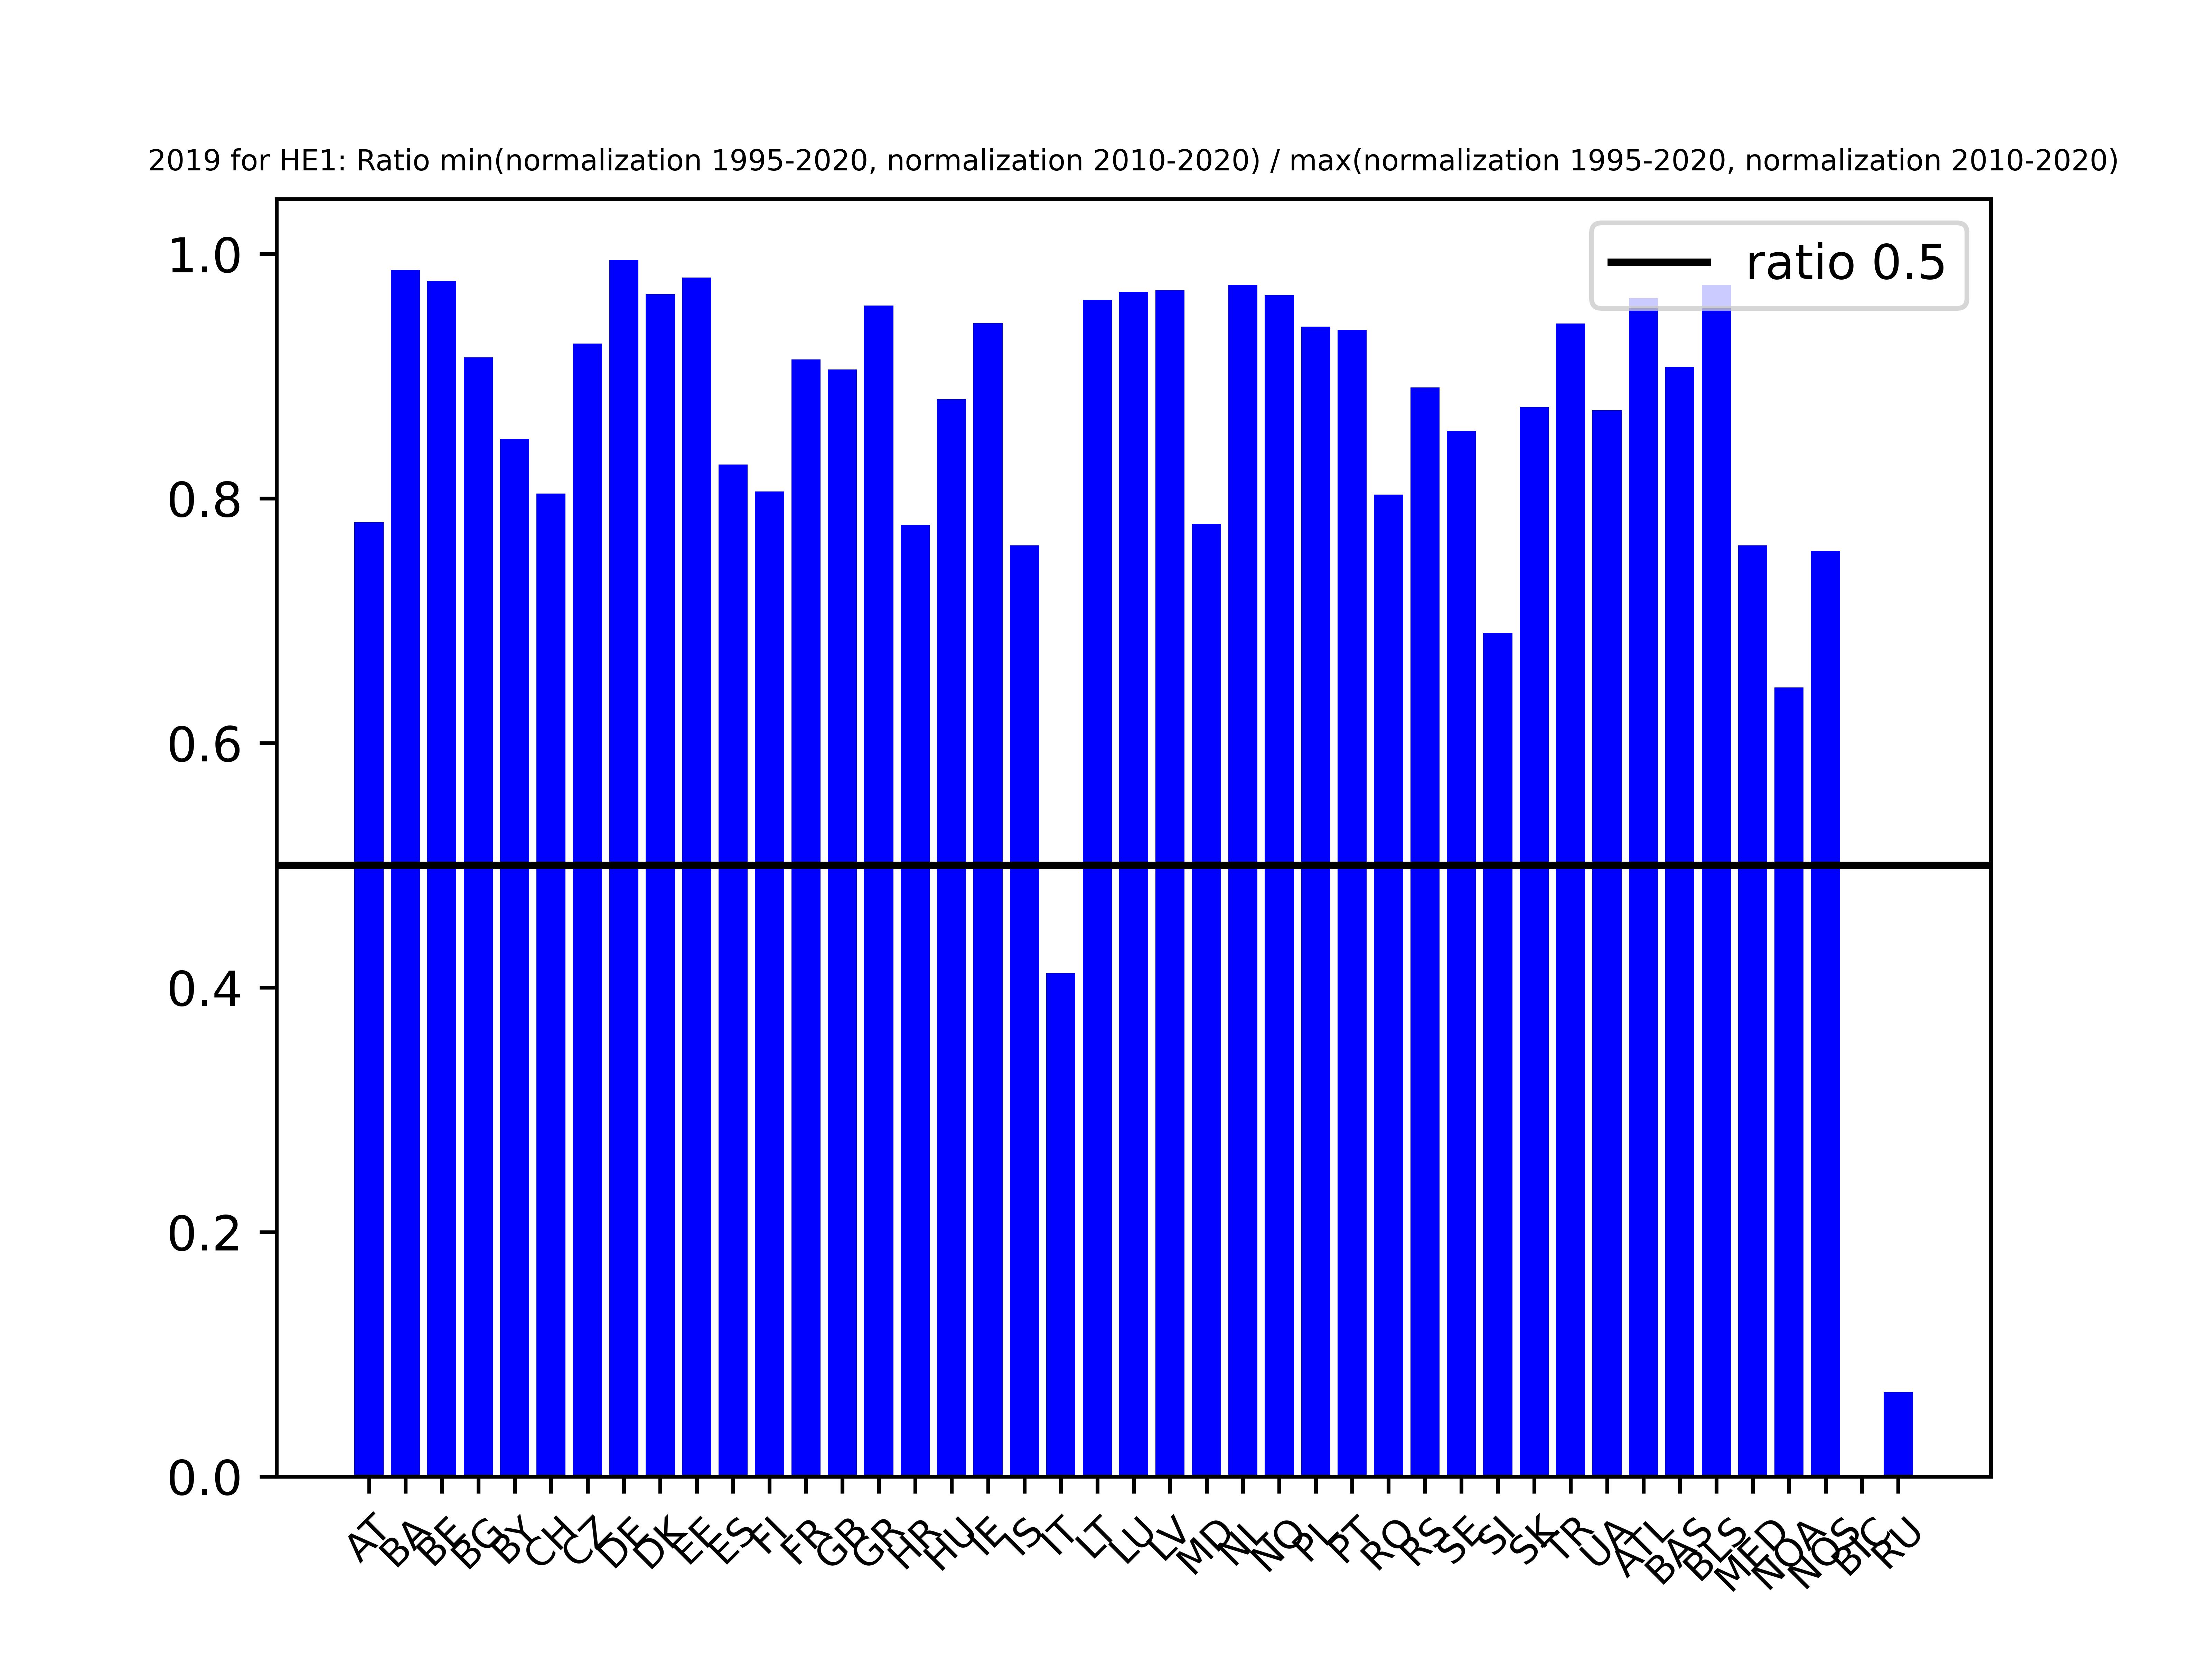 2019 for HE1: Ratio min(normalization 1995-2020, normalization 2010-2020) / max(normalization 1995-2020, normalization 2010-2020)
ratio 0.5
1.0
0.8
0.6
0.4
0.2
0.0
AT BA BE BG BY CH CZ DE DK EE ES FI FR GB GR HR HU IE IS IT LT LU LV MD NL NO PL PT RO RS SE SI SK TR UA ATL BAS BLS MED NOA NOS BIC RU